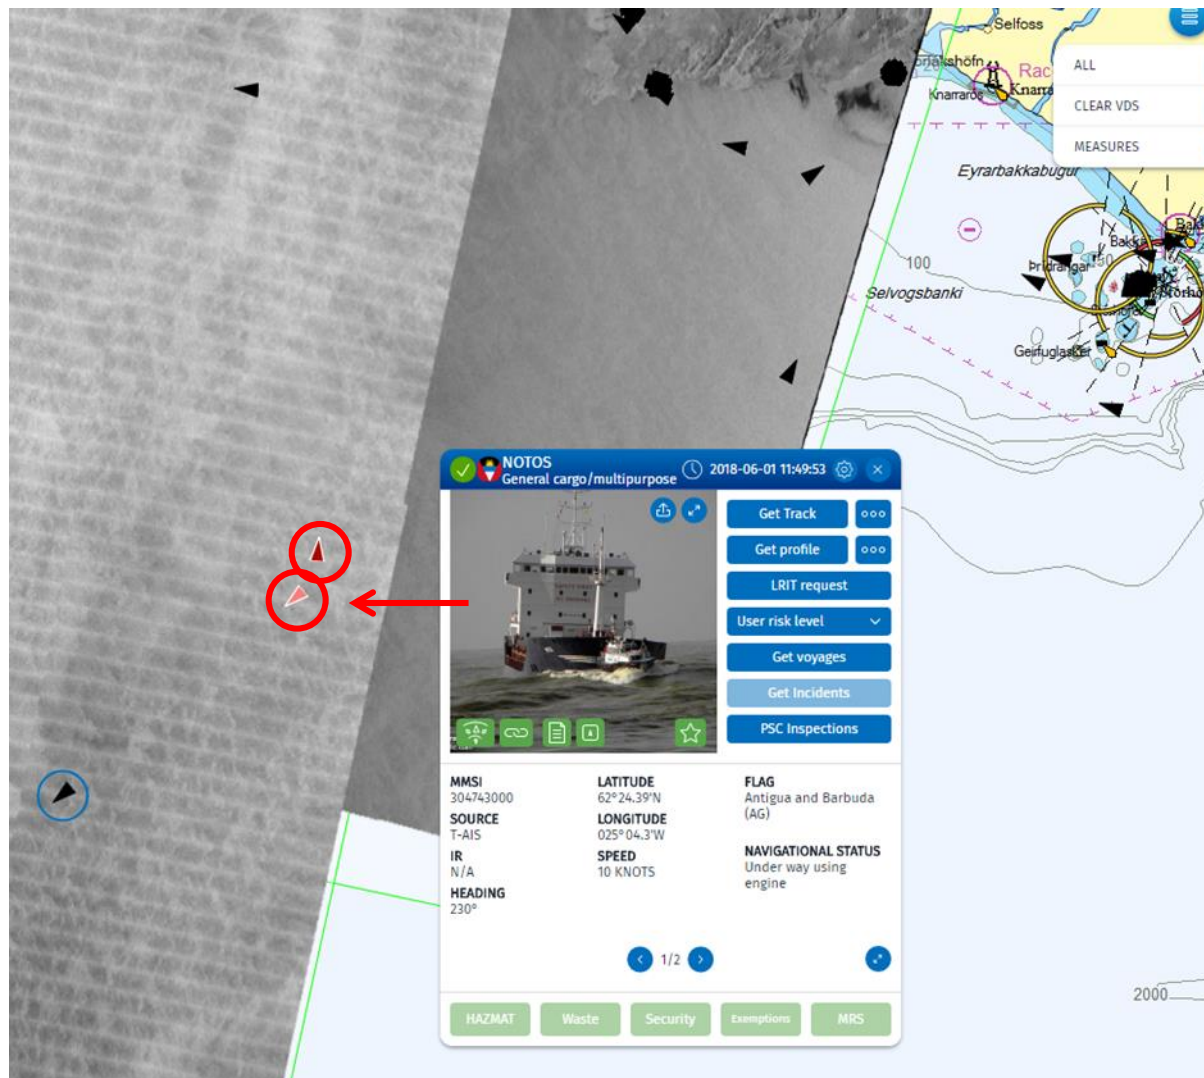 Selfoss
ALL
CLEAR VDS
MEASURES
Rac
Eyrarbakkabugur
100
Selvogsbanki
Geirfuglasker
NOTOS
General cargo/multipurpose
2018-06-01 11:49:53
Get Track
Get profile
LRIT request
User risk level
Get voyages
Get Incidents
PSC Inspections
MMSI
304743000
LATITUDE
62°24.39'N
FLAG
Antigua and Barbuda
(AG)
SOURCE
T-AIS
LONGITUDE
025°04.3'W
IR
N/A
SPEED
10 KNOTS
NAVIGATIONAL STATUS
Under way using
engine
HEADING
230°
1/2
2000
HAZMAT
Waste
Security
Exemptions
MRS